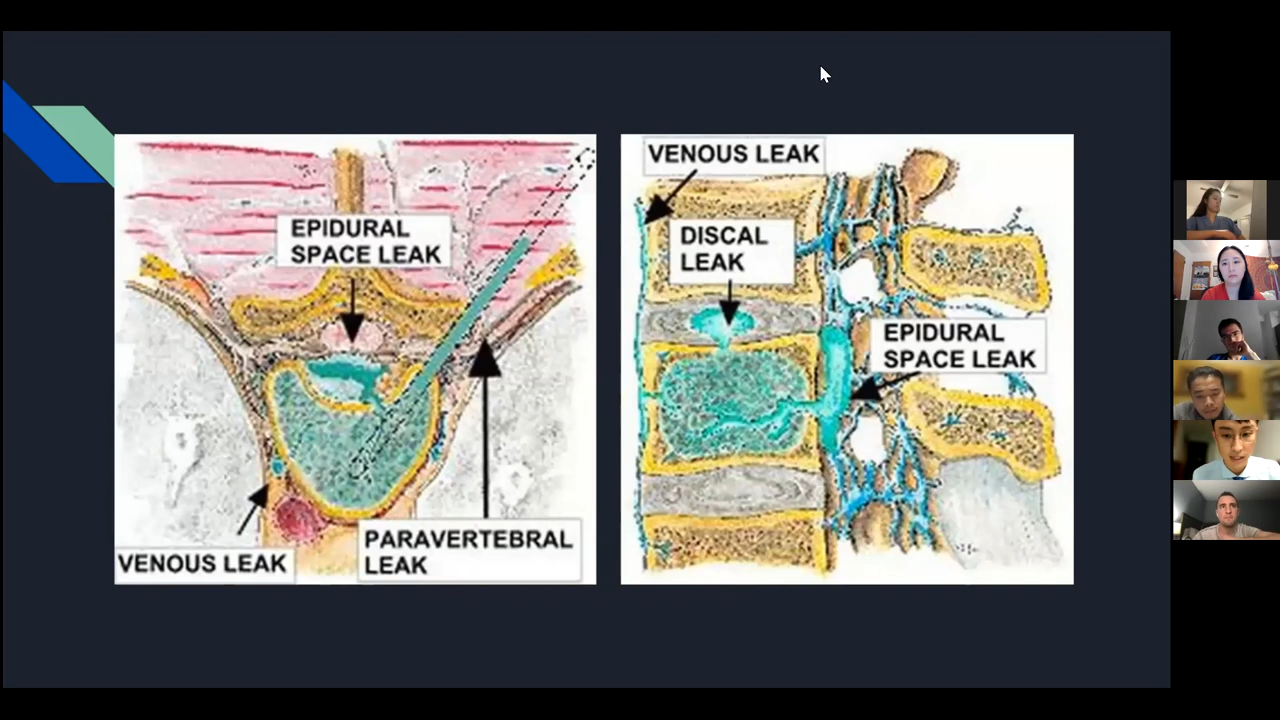 EPIDURAL
SPACE LEAK
VENOUS LEAK
PARAVERTEBRAL
LEAK
VENOUS LEAK
DISCAL
LEAK
EPIDURAL
SPACE LEAK